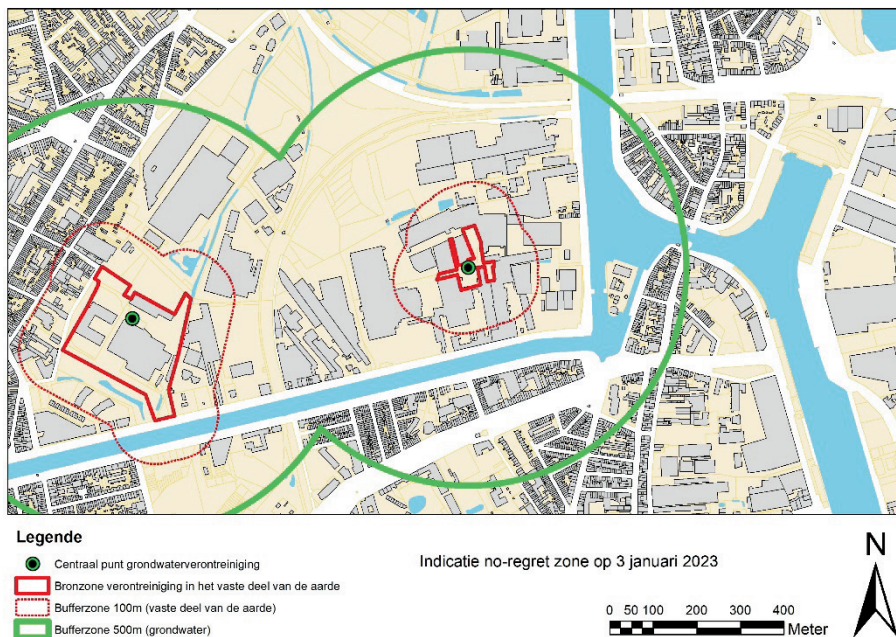 Legende
Centraal punt grondwaterverontreiniging
Bronzone verontreiniging in het vaste deel van de aarde
Bufferzone 100m (vaste deel van de aarde)
Bufferzone 500m (grondwater)
Indicatie no-regret zone op 3 januari 2023
0 50 100 200 300 400
Meter
N